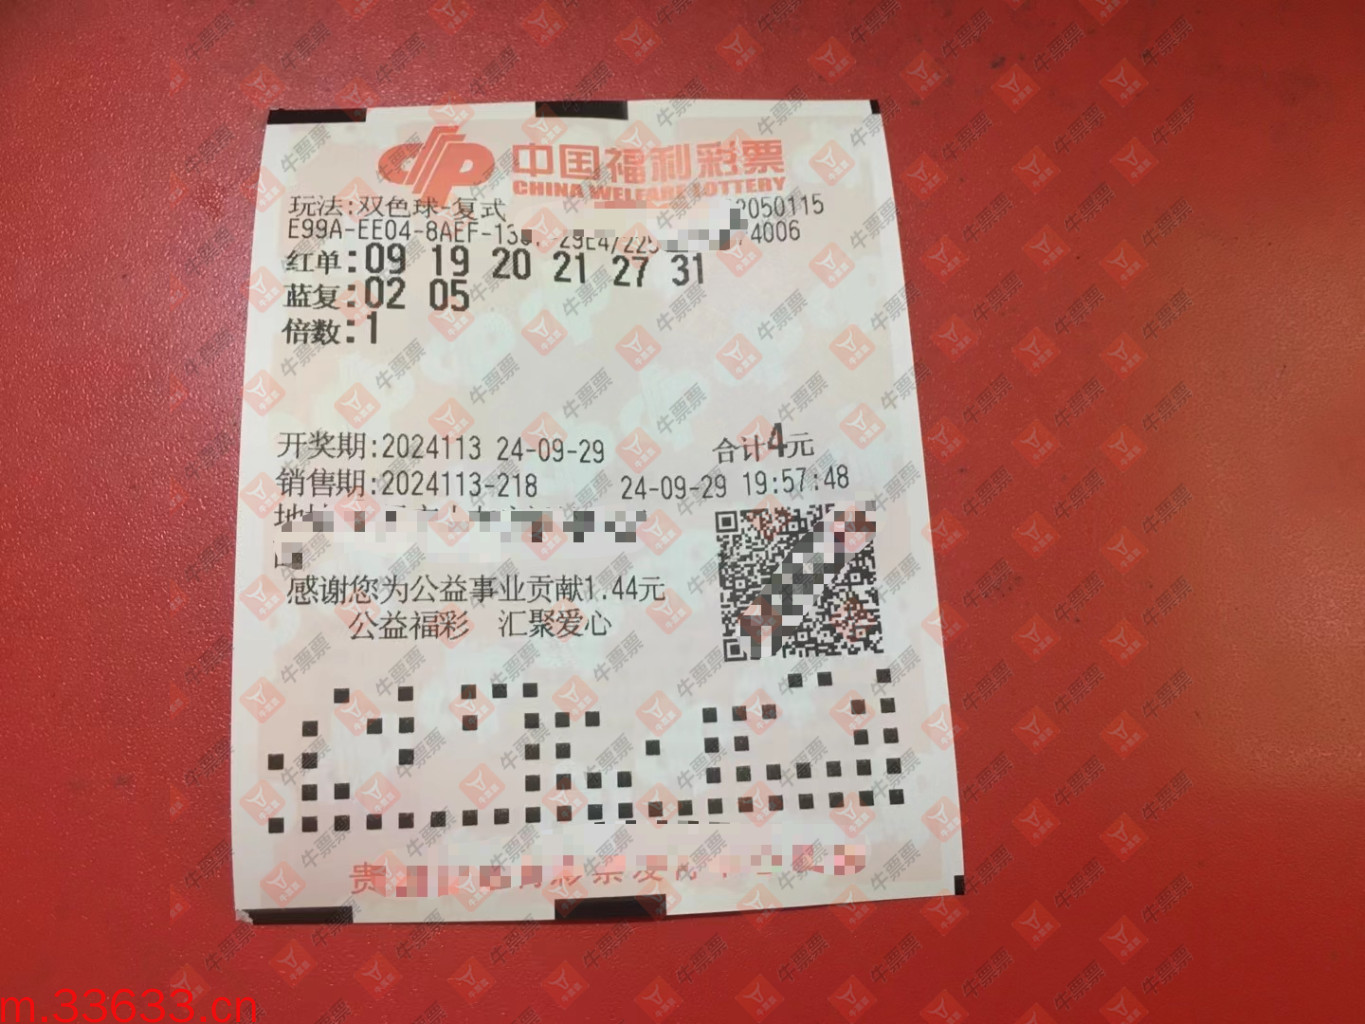 中国福利彩票
CHINA WELFARE LOTTERY
玩法:双色球-复式 2050115
E99A-EE04-8AEF-13 4006
红单:09 19 20 21 27 31
蓝复:02 05
倍数:1
开奖期:2024113 24-09-29 合计4元
销售期:2024113-218 24-09-29 19:57:48
感谢您为公益事业贡献1.44元
公益福彩 汇聚爱心
牛票票
m.33633.cn